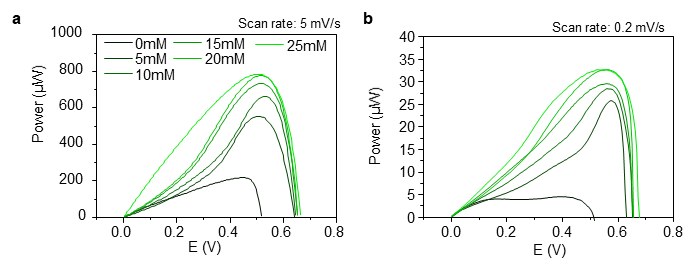 a
Scan rate: 5 mV/s
1000
800
600
400
200
0
Power (µW)
0mM
5mM
10mM
15mM
20mM
25mM
0.0 0.2 0.4 0.6 0.8
E (V)
b
Scan rate: 0.2 mV/s
40
35
30
25
20
15
10
5
0
Power (µW)
0.0 0.2 0.4 0.6 0.8
E (V)